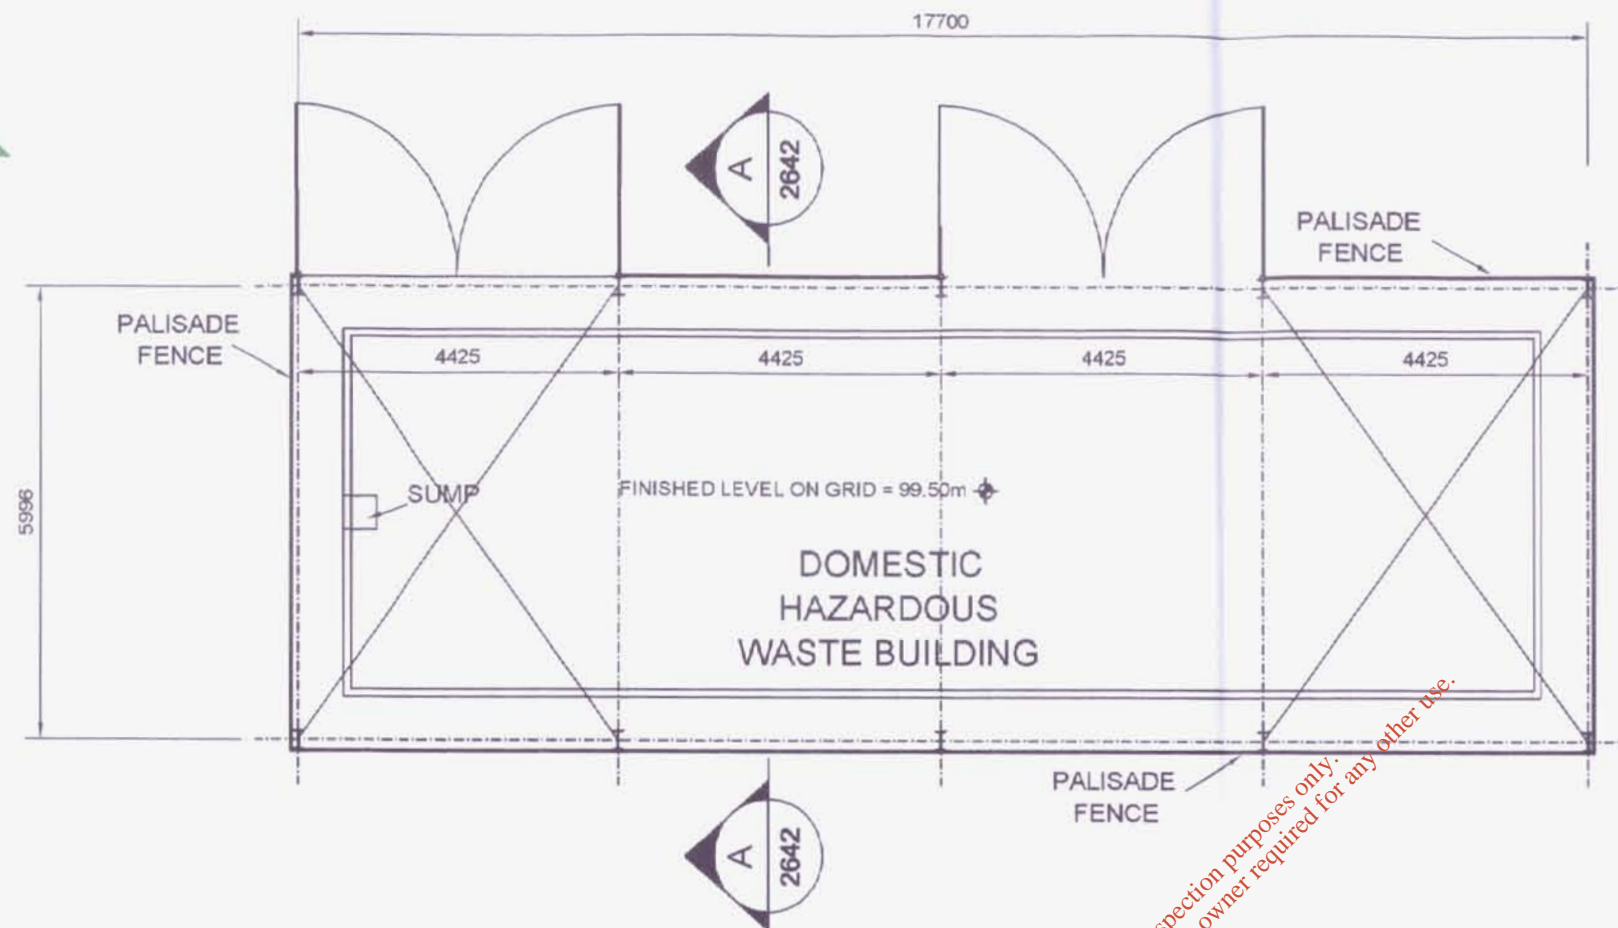 17700
A
2642
PALISADE
FENCE
PALISADE
FENCE
4425
4425
4425
4425
5996
SUMP
FINISHED LEVEL ON GRID = 99.50m
DOMESTIC
HAZARDOUS
WASTE BUILDING
PALISADE
FENCE
A
2642
spection purposes only.
owner required for any other use.